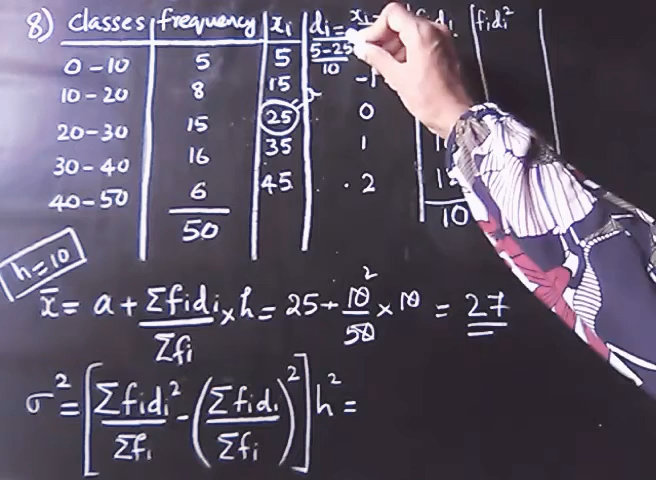 8) classes frequency xi di= xi- fidi fidi²
0-10 5 5 5-25/10
10-20 8 15 -1
20-30 15 25 a 0
30-40 16 35 1
40-50 6 45 2
50 10
h=10
x̄ = a + Σfidi/Σfi × h = 25 + 10/50 × 10 = 27
σ² = [Σfidi²/Σfi - (Σfidi/Σfi)²] h² =